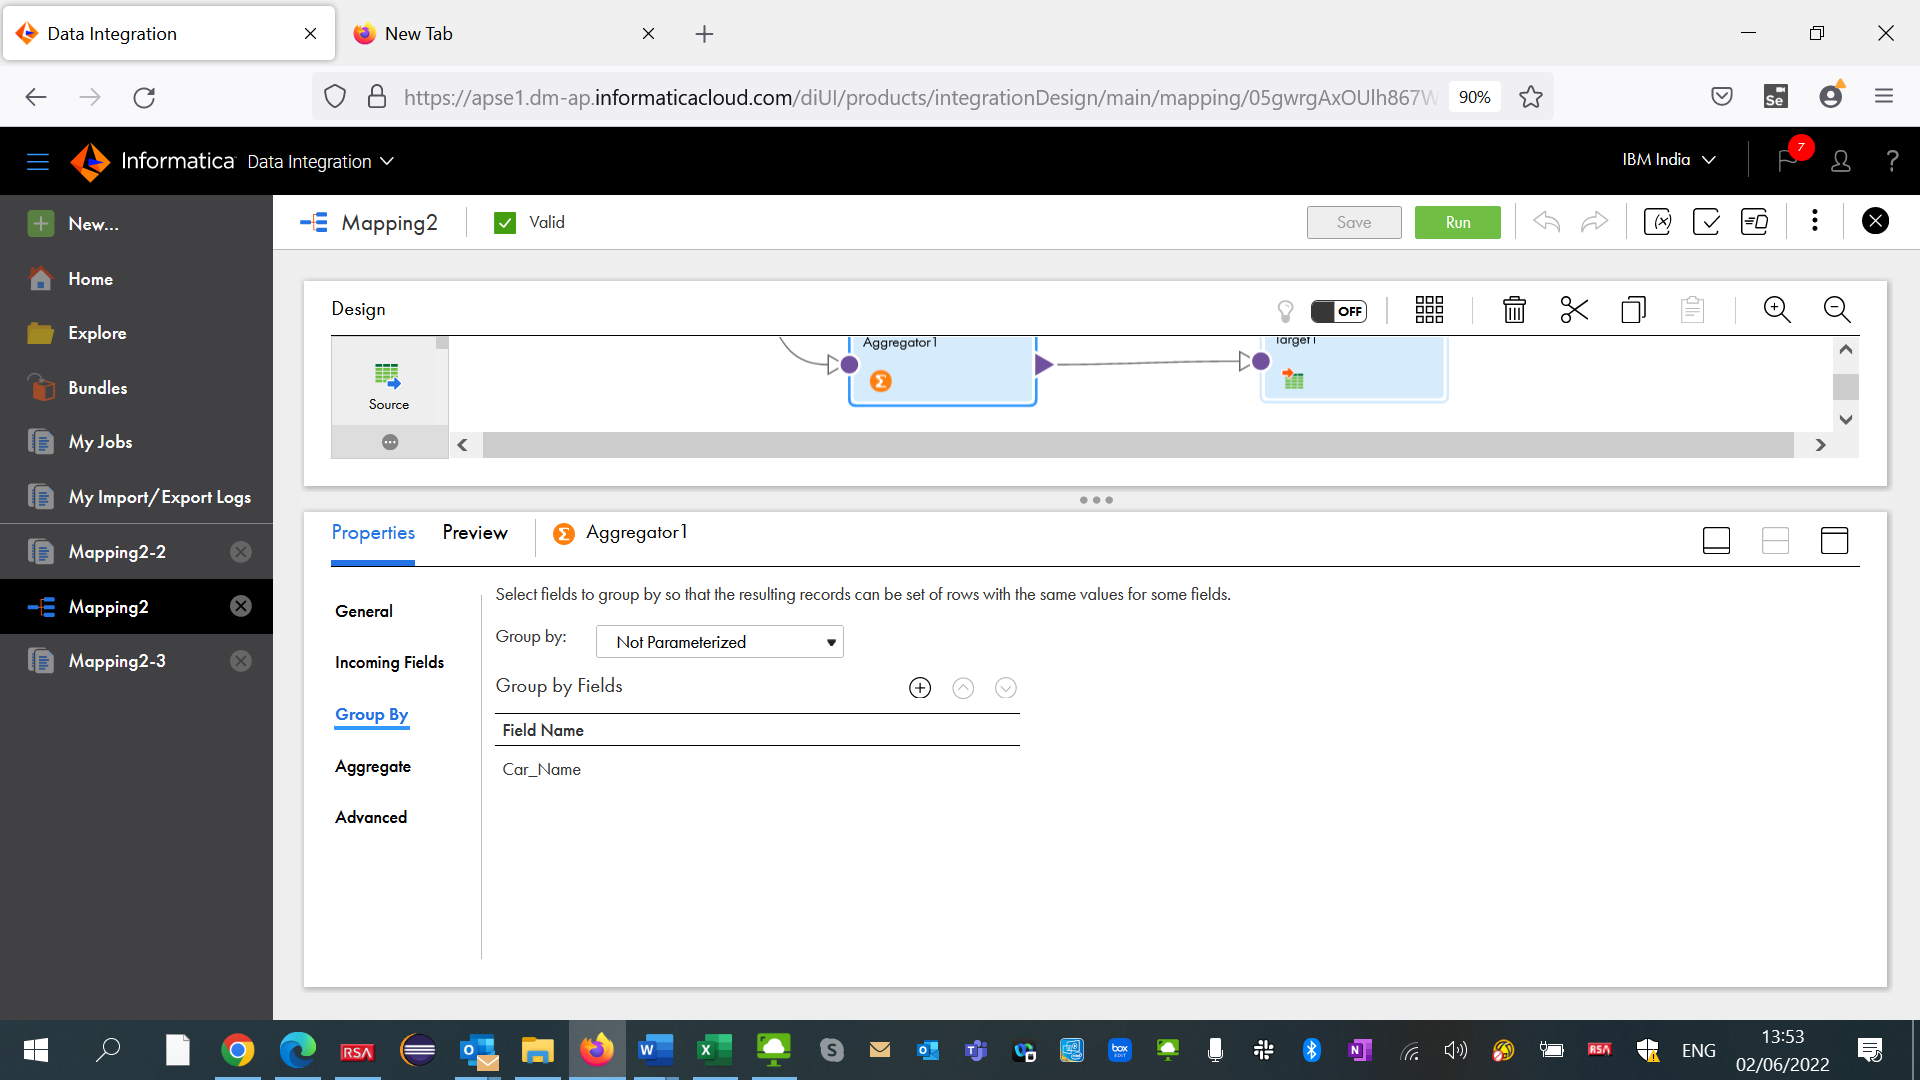 Data Integration
New Tab
https://apse1.dm-ap.informaticacloud.com/diUI/products/integrationDesign/main/mapping/05gwrgAxOUlh867W
90%
Se
Informatica Data Integration
IBM India
7
?
New...
Home
Explore
Bundles
My Jobs
My Import/Export Logs
Mapping2-2
Mapping2
Mapping2-3
Mapping2
Valid
Save
Run
Design
OFF
Source
Aggregator1
Target1
Properties
Preview
Aggregator1
General
Incoming Fields
Group By
Aggregate
Advanced
Select fields to group by so that the resulting records can be set of rows with the same values for some fields.
Group by:
Not Parameterized
Group by Fields
Field Name
Car_Name
RSA
ENG
13:53
02/06/2022